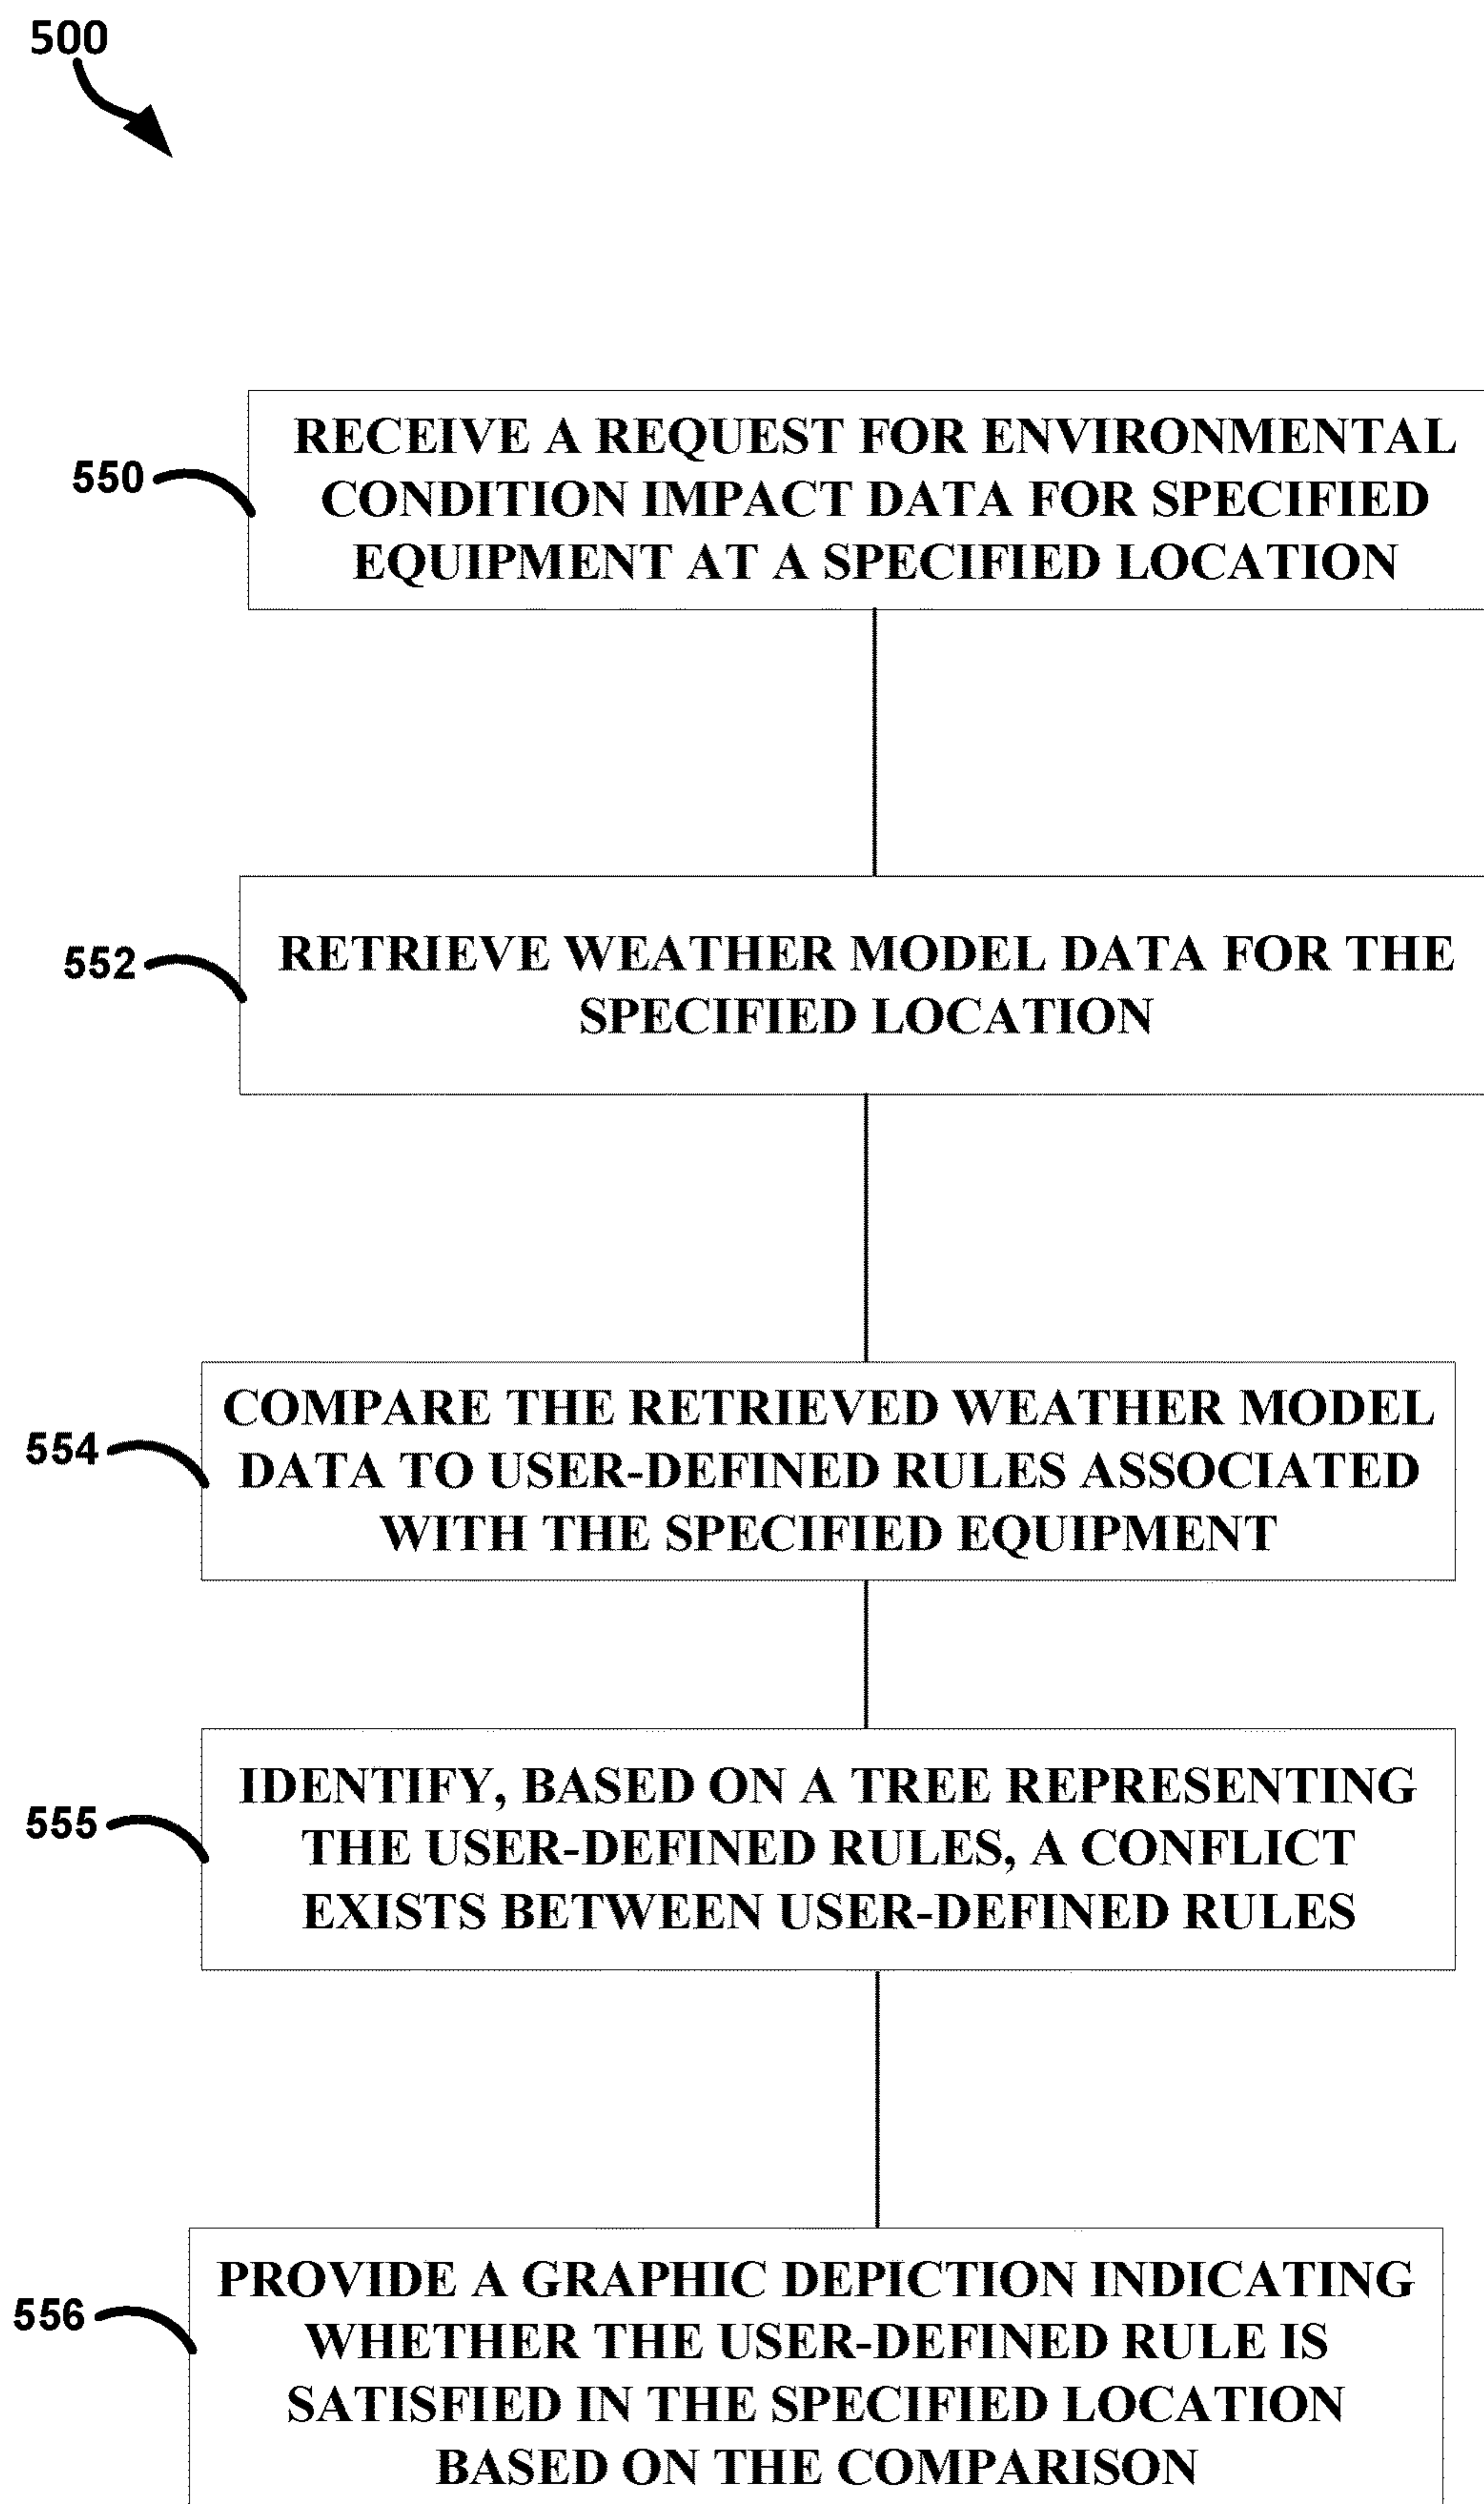 500
550
RECEIVE A REQUEST FOR ENVIRONMENTAL
CONDITION IMPACT DATA FOR SPECIFIED
EQUIPMENT AT A SPECIFIED LOCATION
552
RETRIEVE WEATHER MODEL DATA FOR THE
SPECIFIED LOCATION
554
COMPARE THE RETRIEVED WEATHER MODEL
DATA TO USER-DEFINED RULES ASSOCIATED
WITH THE SPECIFIED EQUIPMENT
555
IDENTIFY, BASED ON A TREE REPRESENTING
THE USER-DEFINED RULES, A CONFLICT
EXISTS BETWEEN USER-DEFINED RULES
556
PROVIDE A GRAPHIC DEPICTION INDICATING
WHETHER THE USER-DEFINED RULE IS
SATISFIED IN THE SPECIFIED LOCATION
BASED ON THE COMPARISON